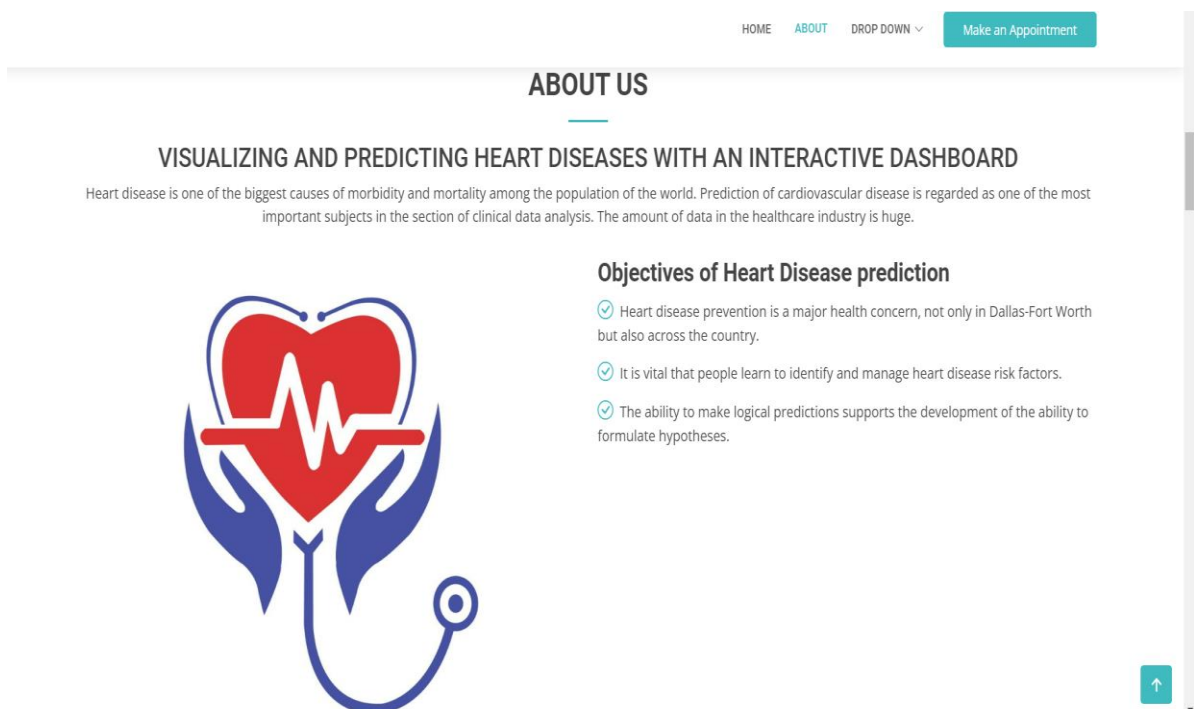 HOME ABOUT DROP DOWN Make an Appointment
ABOUT US
VISUALIZING AND PREDICTING HEART DISEASES WITH AN INTERACTIVE DASHBOARD
Heart disease is one of the biggest causes of morbidity and mortality among the population of the world. Prediction of cardiovascular disease is regarded as one of the most
important subjects in the section of clinical data analysis. The amount of data in the healthcare industry is huge.
Objectives of Heart Disease prediction
Heart disease prevention is a major health concern, not only in Dallas-Fort Worth
but also across the country.
It is vital that people learn to identify and manage heart disease risk factors.
The ability to make logical predictions supports the development of the ability to
formulate hypotheses.